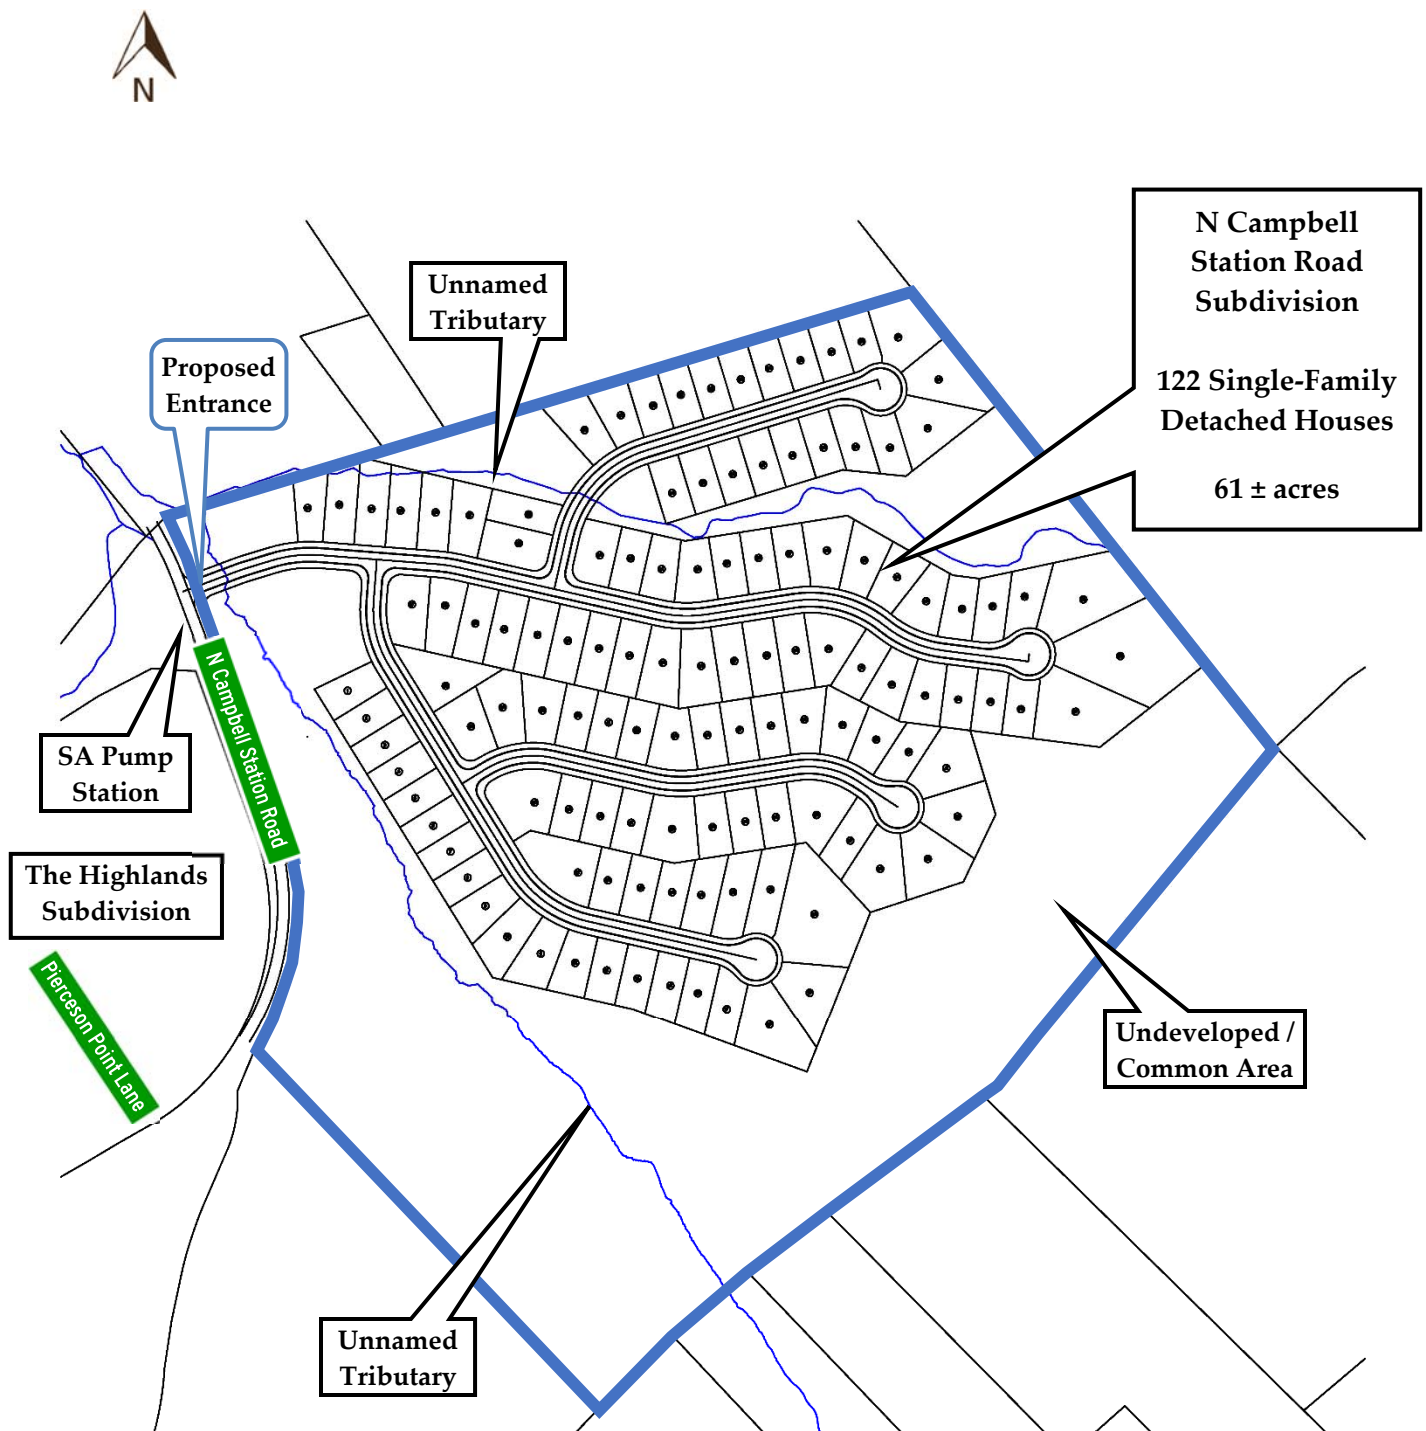 N
N Campbell
Station Road
Subdivision
122 Single-Family
Detached Houses
61 ± acres
Unnamed
Tributary
Proposed
Entrance
N Campbell Station Road
SA Pump
Station
The Highlands
Subdivision
Pierceson Point Lane
Undeveloped /
Common Area
Unnamed
Tributary